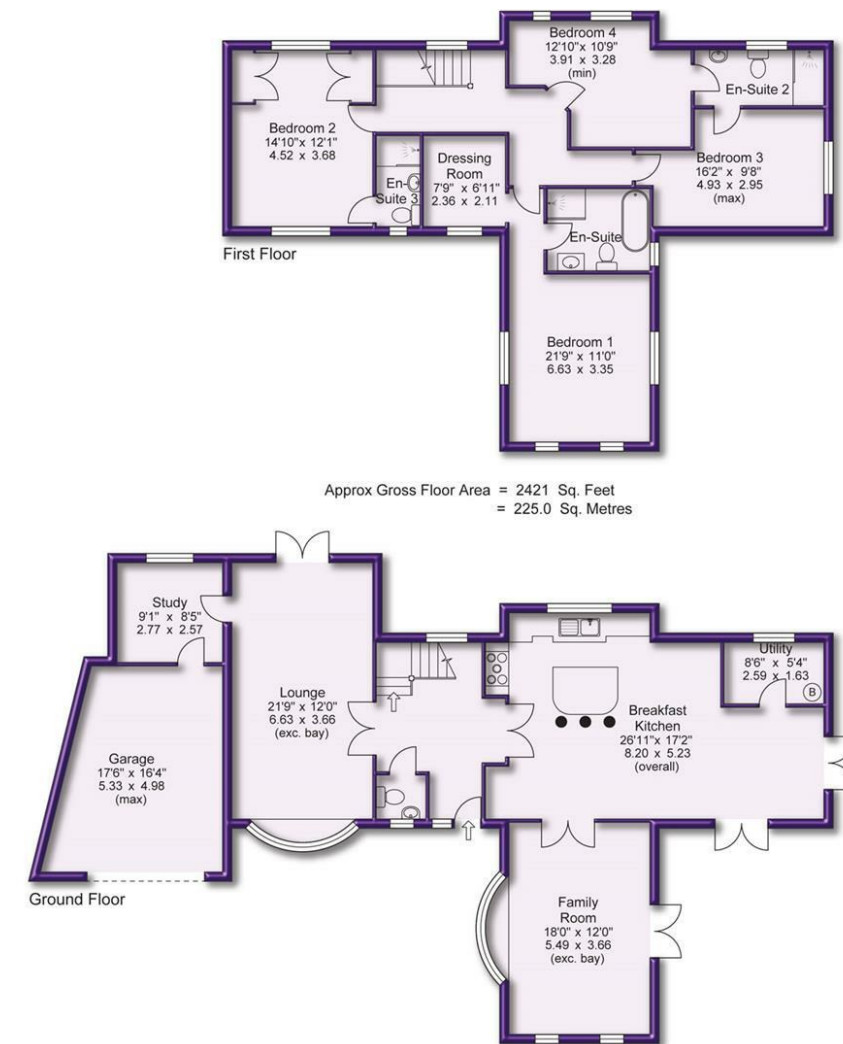 Bedroom 4
12'10" x 10'9"
3.91 x 3.28
(min)
En-Suite 2
Bedroom 2
14'10" x 12'1"
4.52 x 3.68
En-
Suite 3
Dressing
Room
7'9" x 6'11"
2.36 x 2.11
Bedroom 3
16'2" x 9'8"
4.93 x 2.95
(max)
En-Suite
First Floor
Bedroom 1
21'9" x 11'0"
6.63 x 3.35
Approx Gross Floor Area = 2421 Sq. Feet
= 225.0 Sq. Metres
Study
9'1" x 8'5"
2.77 x 2.57
Utility
8'6" x 5'4"
2.59 x 1.63
B
Lounge
21'9" x 12'0"
6.63 x 3.66
(exc. bay)
Breakfast
Kitchen
26'11"x 17'2"
8.20 x 5.23
(overall)
Garage
17'6" x 16'4"
5.33 x 4.98
(max)
Ground Floor
Family
Room
18'0" x 12'0"
5.49 x 3.66
(exc. bay)